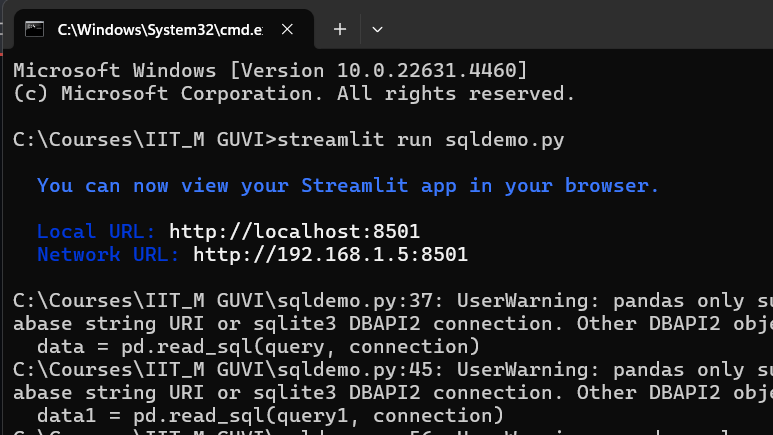 C:\Windows\System32\cmd.e
Microsoft Windows [Version 10.0.22631.4460]
(c) Microsoft Corporation. All rights reserved.
C:\Courses\IIT_M GUVI>streamlit run sqldemo.py
You can now view your Streamlit app in your browser.
Local URL: http://localhost:8501
Network URL: http://192.168.1.5:8501
C:\Courses\IIT_M GUVI\sqldemo.py:37: UserWarning: pandas only su
abase string URI or sqlite3 DBAPI2 connection. Other DBAPI2 obje
data = pd.read_sql(query, connection)
C:\Courses\IIT_M GUVI\sqldemo.py:45: UserWarning: pandas only su
abase string URI or sqlite3 DBAPI2 connection. Other DBAPI2 obje
data1 = pd.read_sql(query1, connection)